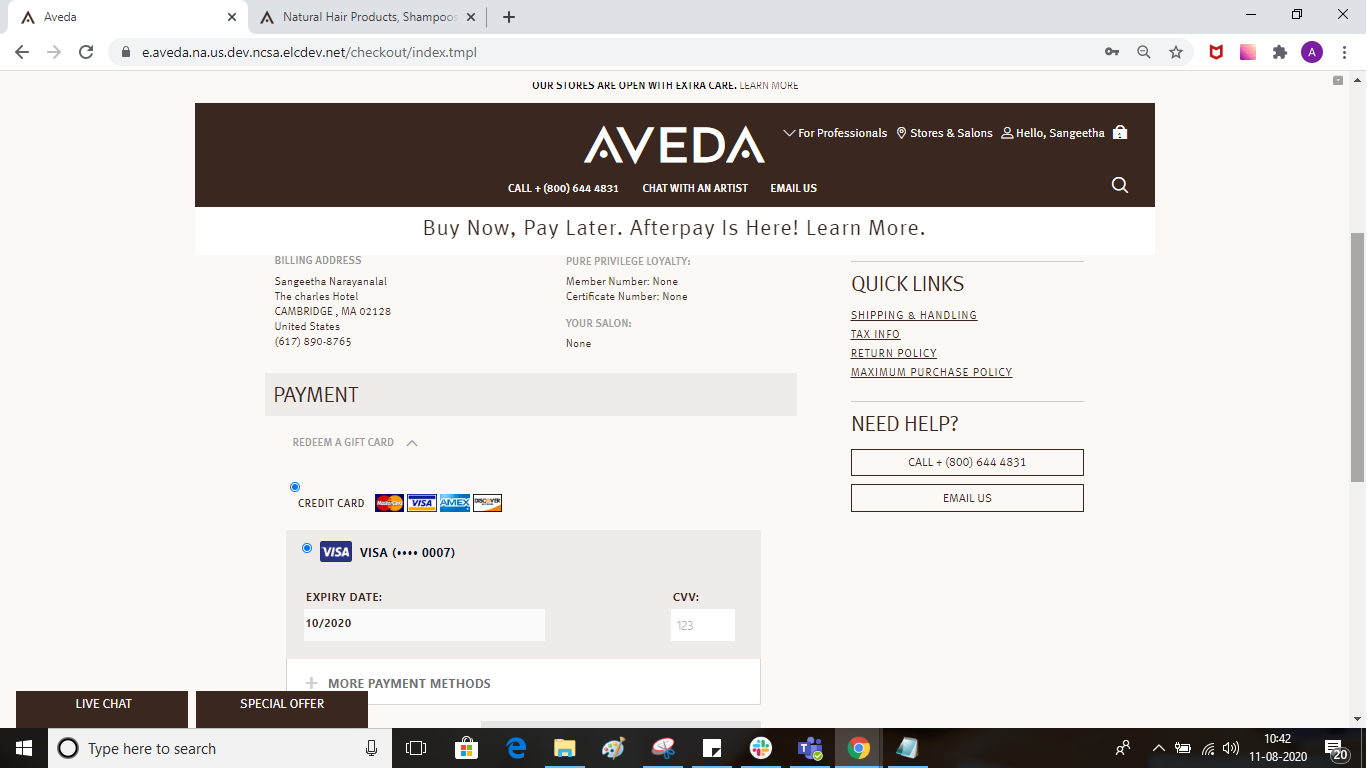 Aveda
Natural Hair Products, Shampoos
e.aveda.na.us.dev.ncsa.elcdev.net/checkout/index.tmpl
A
OUR STORES ARE OPEN WITH EXTRA CARE. LEARN MORE
AVEDA
For Professionals
Stores & Salons
Hello, Sangeetha
CALL + (800) 644 4831
CHAT WITH AN ARTIST
EMAIL US
Buy Now, Pay Later. Afterpay Is Here! Learn More.
BILLING ADDRESS
Sangeetha Narayanalal
The charles Hotel
CAMBRIDGE , MA 02128
United States
(617) 890-8765
PURE PRIVILEGE LOYALTY:
Member Number: None
Certificate Number: None
YOUR SALON:
None
QUICK LINKS
SHIPPING & HANDLING
TAX INFO
RETURN POLICY
MAXIMUM PURCHASE POLICY
PAYMENT
NEED HELP?
CALL + (800) 644 4831
EMAIL US
REDEEM A GIFT CARD
CREDIT CARD
MasterCard
VISA
AMEX
DISCOVER
VISA
VISA (•••• 0007)
EXPIRY DATE:
10/2020
CVV:
123
MORE PAYMENT METHODS
LIVE CHAT
SPECIAL OFFER
Type here to search
10:42
11-08-2020
20